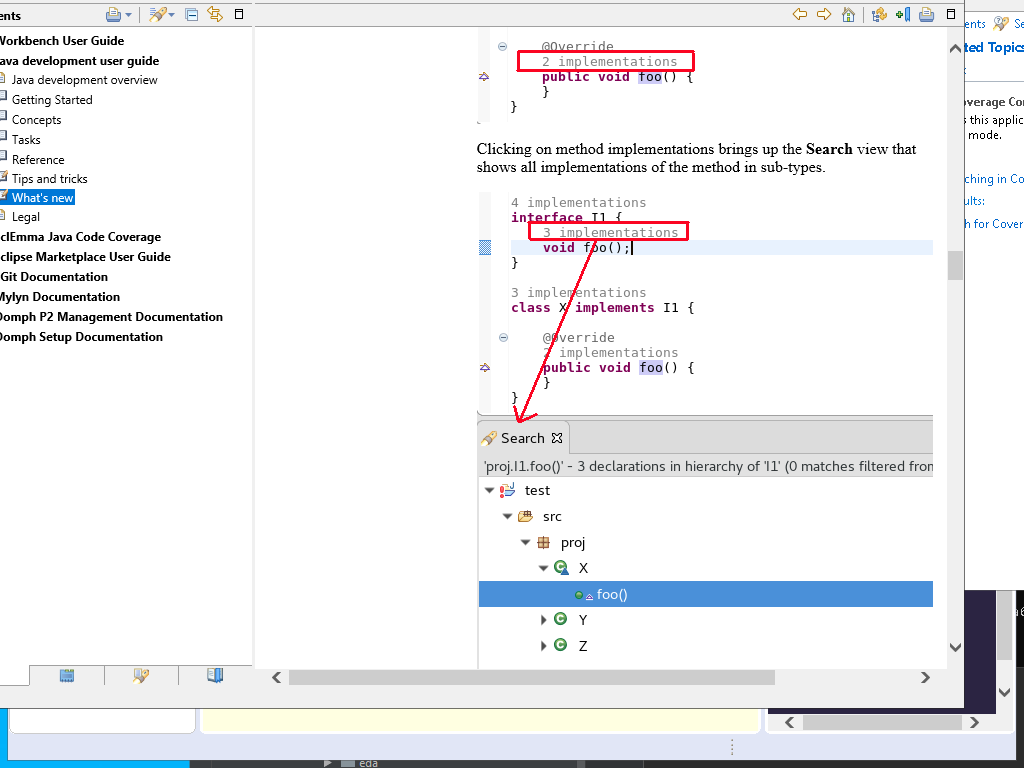 ents
Workbench User Guide
ava development user guide
Java development overview
Getting Started
Concepts
Tasks
Reference
Tips and tricks
What's new
Legal
clEmma Java Code Coverage
clipse Marketplace User Guide
Git Documentation
Mylyn Documentation
Oomph P2 Management Documentation
Oomph Setup Documentation
@Override
2 implementations
public void foo() {
}
}
Clicking on method implementations brings up the Search view that
shows all implementations of the method in sub-types.
4 implementations
interface I1 {
3 implementations
void foo();
}
3 implementations
class X implements I1 {
@Override
2 implementations
public void foo() {
}
}
Search
'proj.I1.foo()' - 3 declarations in hierarchy of 'I1' (0 matches filtered from
test
src
proj
X
foo()
Y
Z
ents
Se
ted Topics
overage Co
s this applic
mode.
ching in Co
ults:
h for Cover
eda